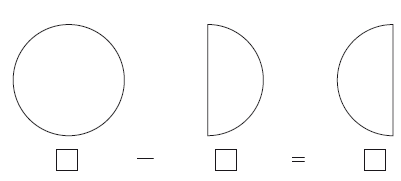 □ − □ = □